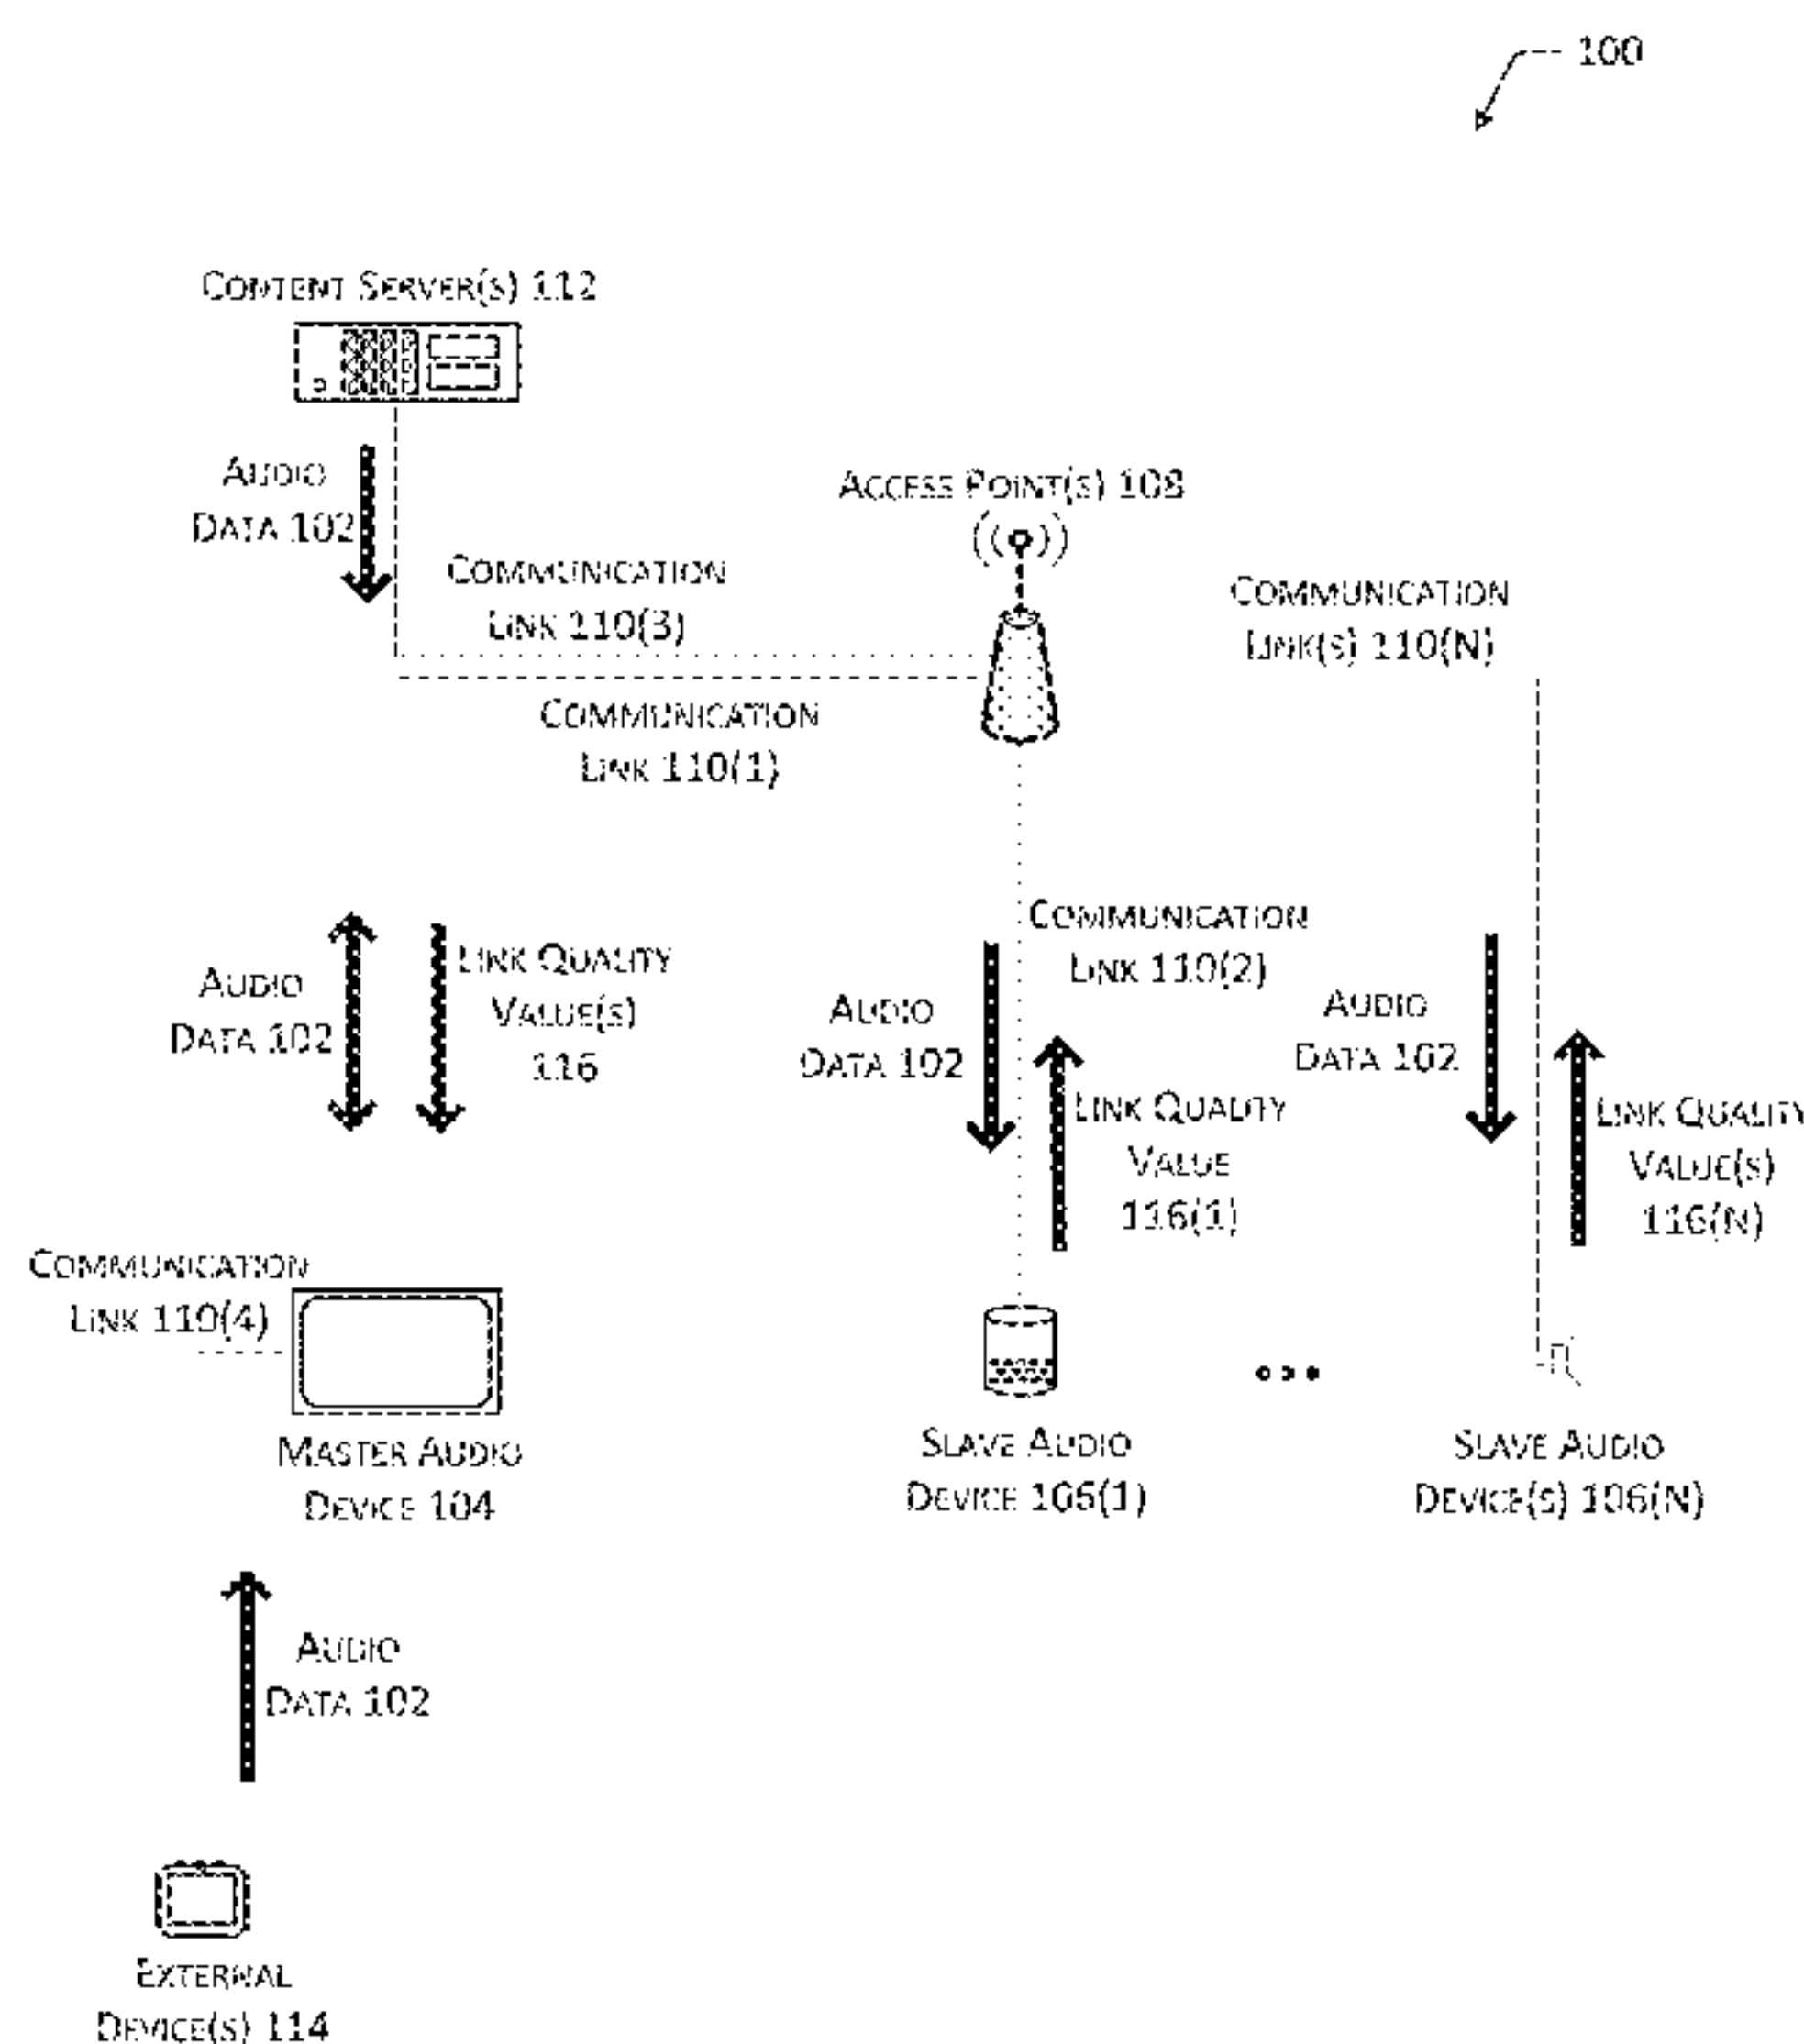 100
CONTENT SERVER(S) 112
AUDIO
DATA 102
ACCESS POINT(S) 108
COMMUNICATION
LINK 110(3)
COMMUNICATION
LINK(S) 110(N)
COMMUNICATION
LINK 110(1)
AUDIO
DATA 102
LINK QUALITY
VALUE(S)
116
COMMUNICATION
LINK 110(2)
AUDIO
DATA 102
LINK QUALITY
VALUE
116(1)
AUDIO
DATA 102
LINK QUALITY
VALUE(S)
116(N)
COMMUNICATION
LINK 110(4)
MASTER AUDIO
DEVICE 104
SLAVE AUDIO
DEVICE 106(1)
SLAVE AUDIO
DEVICE(S) 106(N)
AUDIO
DATA 102
EXTERNAL
DEVICE(S) 114